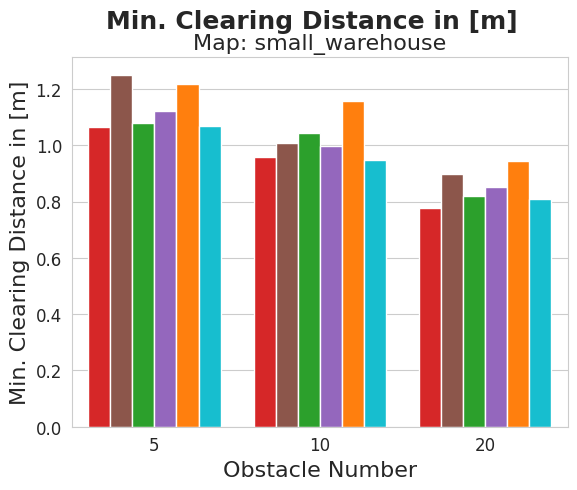 Min. Clearing Distance in [m]
Map: small_warehouse
Min. Clearing Distance in [m]
1.2
1.0
0.8
0.6
0.4
0.2
0.0
5 10 20
Obstacle Number